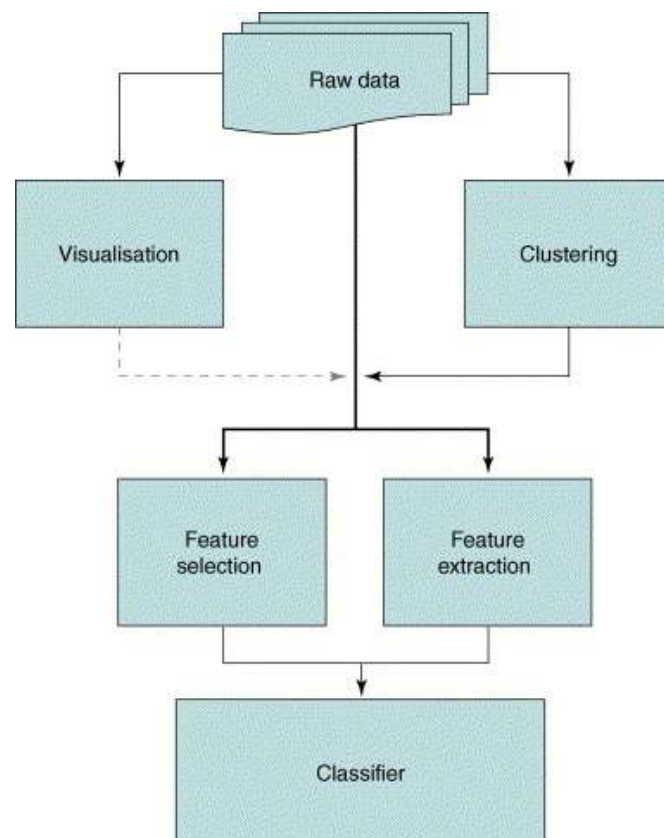 Raw data
Visualisation
Clustering
Feature
selection
Feature
extraction
Classifier